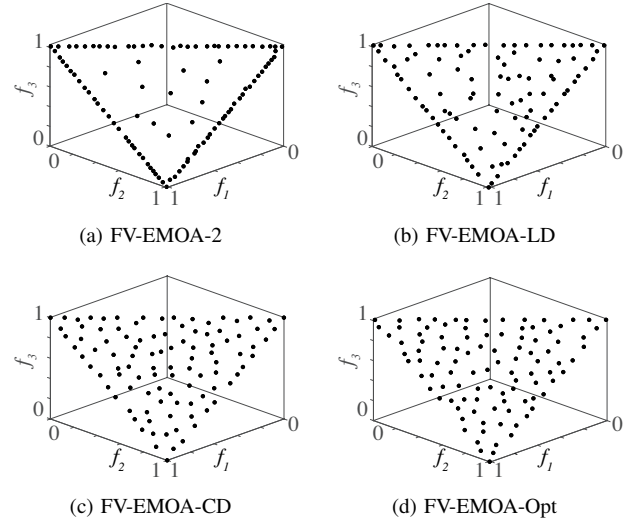 1
f3
0
0
0
f2
f1
1 1
(a) FV-EMOA-2
1
f3
0
0
0
f2
f1
1 1
(b) FV-EMOA-LD
1
f3
0
0
0
f2
f1
1 1
(c) FV-EMOA-CD
1
f3
0
0
0
f2
f1
1 1
(d) FV-EMOA-Opt